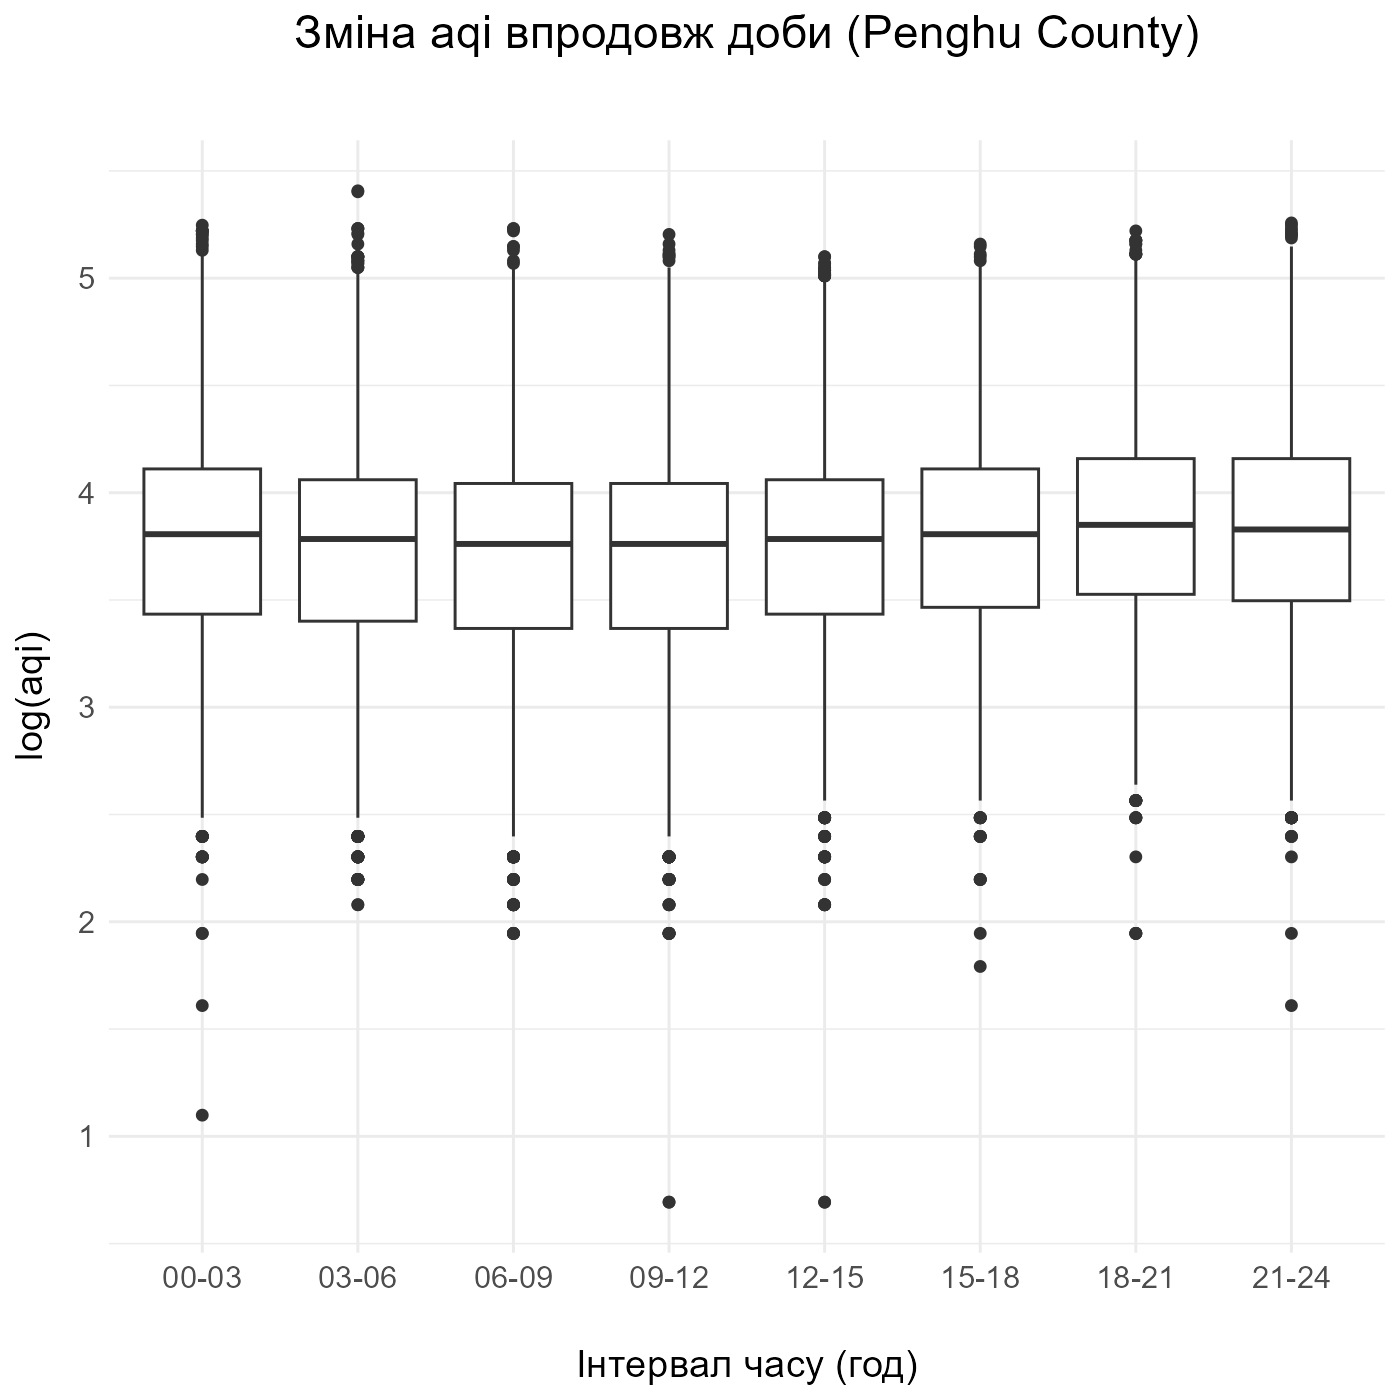 Зміна aqi впродовж доби (Penghu County)
log(aqi)
5
4
3
2
1
00-03 03-06 06-09 09-12 12-15 15-18 18-21 21-24
Інтервал часу (год)